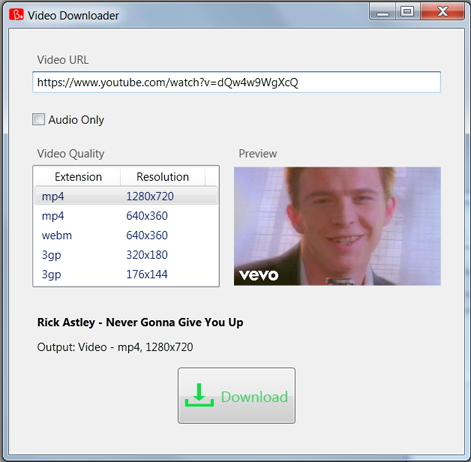 Video Downloader
Video URL
https://www.youtube.com/watch?v=dQw4w9WgXcQ
Audio Only
Video Quality
Preview
Extension Resolution
mp4 1280x720
mp4 640x360
webm 640x360
3gp 320x180
3gp 176x144
vevo
Rick Astley - Never Gonna Give You Up
Output: Video - mp4, 1280x720
Download